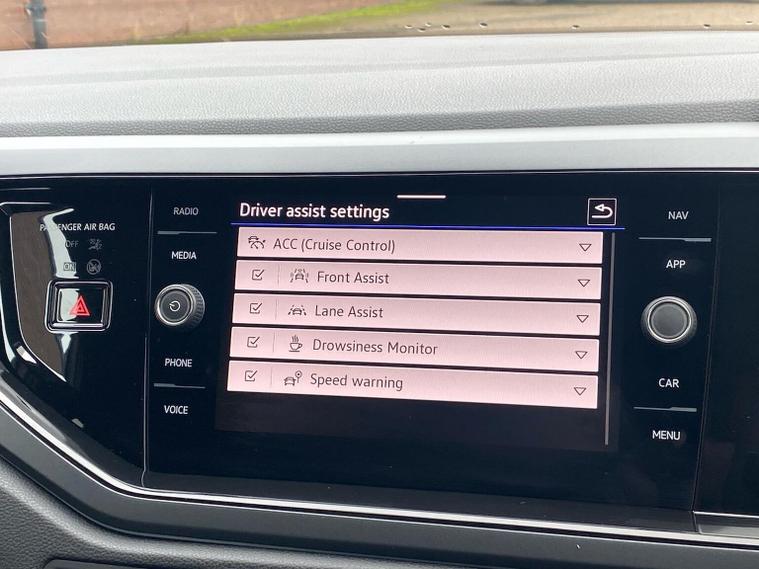 PASSENGER AIR BAG
OFF
ON
RADIO
MEDIA
PHONE
VOICE
Driver assist settings
ACC (Cruise Control)
Front Assist
Lane Assist
Drowsiness Monitor
Speed warning
NAV
APP
CAR
MENU